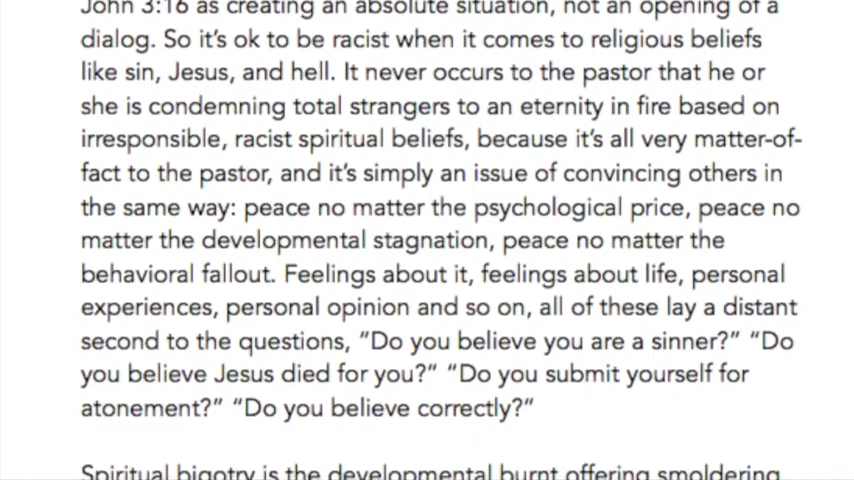 John 3:16 as creating an absolute situation, not an opening of a
dialog. So it's ok to be racist when it comes to religious beliefs
like sin, Jesus, and hell. It never occurs to the pastor that he or
she is condemning total strangers to an eternity in fire based on
irresponsible, racist spiritual beliefs, because it's all very matter-of-
fact to the pastor, and it's simply an issue of convincing others in
the same way: peace no matter the psychological price, peace no
matter the developmental stagnation, peace no matter the
behavioral fallout. Feelings about it, feelings about life, personal
experiences, personal opinion and so on, all of these lay a distant
second to the questions, “Do you believe you are a sinner?” “Do
you believe Jesus died for you?” “Do you submit yourself for
atonement?” “Do you believe correctly?”
Spiritual bigotry is the developmental burnt offering smoldering